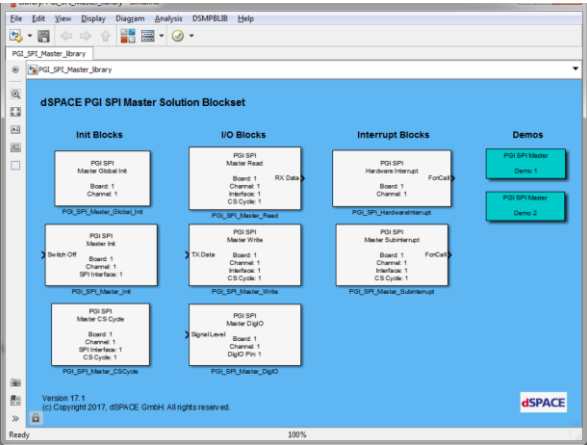 File Edit View Display Diagram Analysis DSMPBLIB Help
PGI_SPI_Master_library
PGI_SPI_Master_library
dSPACE PGI SPI Master Solution Blockset
Init Blocks
PGI SPI
Master Global Init
Board: 1
Channel: 1
PGI_SPI_Master_Global_Init
Switch Off
PGI SPI
Master Init
Board: 1
Channel: 1
SPI Interface: 1
PGI_SPI_Master_Init
PGI SPI
Master CS Cycle
Board: 1
Channel: 1
SPI Interface: 1
CS Cycle: 1
PGI_SPI_Master_CSCycle
I/O Blocks
PGI SPI
Master Read
Board: 1
Channel: 1
Interface: 1
CS Cycle: 1
RX Data
PGI_SPI_Master_Read
TX Data
PGI SPI
Master Write
Board: 1
Channel: 1
Interface: 1
CS Cycle: 1
PGI_SPI_Master_Write
Signal Level
PGI SPI
Master DigIO
Board: 1
Channel: 1
DigIO Pin: 1
PGI_SPI_Master_DigIO
Interrupt Blocks
PGI SPI
Hardware Interrupt
Board: 1
Channel: 1
ForCall
PGI_SPI_HardwareInterrupt
PGI SPI
Master Subinterrupt
Board: 1
Channel: 1
Interface: 1
CS Cycle: 1
ForCall
PGI_SPI_Master_Subinterrupt
Demos
PGI SPI Master
Demo 1
PGI SPI Master
Demo 2
Version 17.1
(c) Copyright 2017, dSPACE GmbH. All rights reserved.
dSPACE
Ready
100%